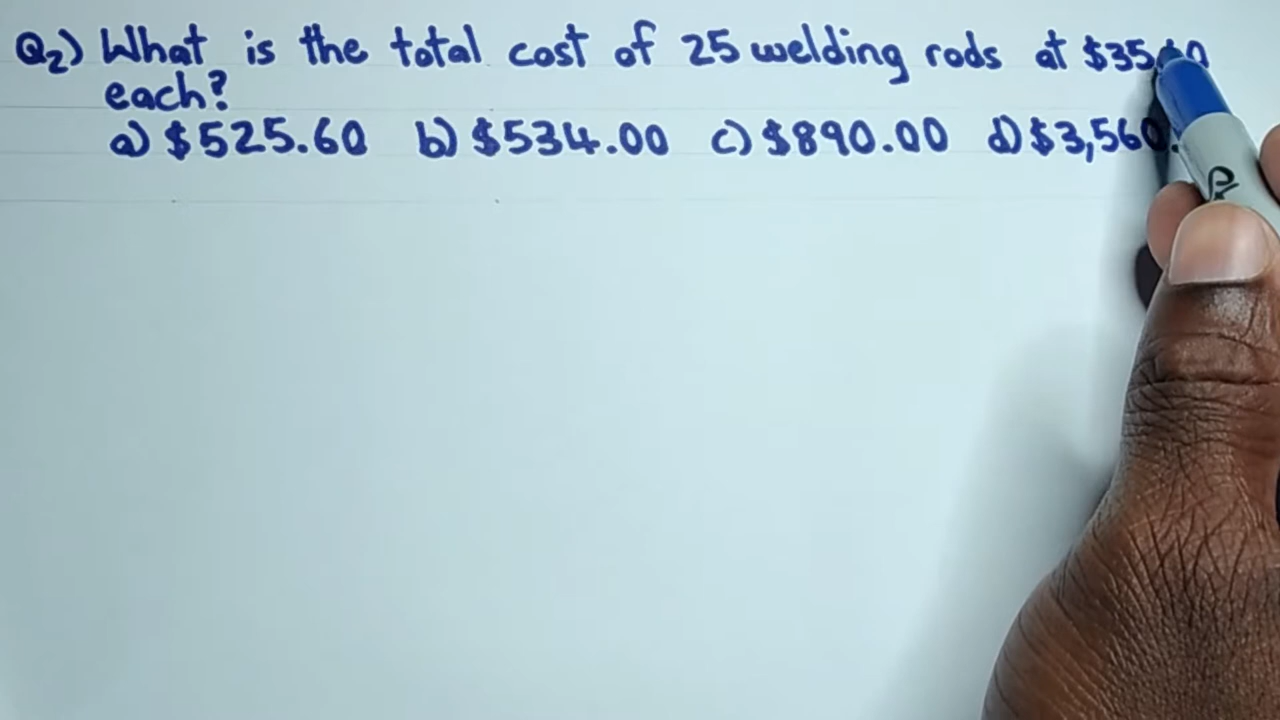 Q2) What is the total cost of 25 welding rods at
each?
a) $525.60 b) $534.00 c) $890.00 d) $3,560.